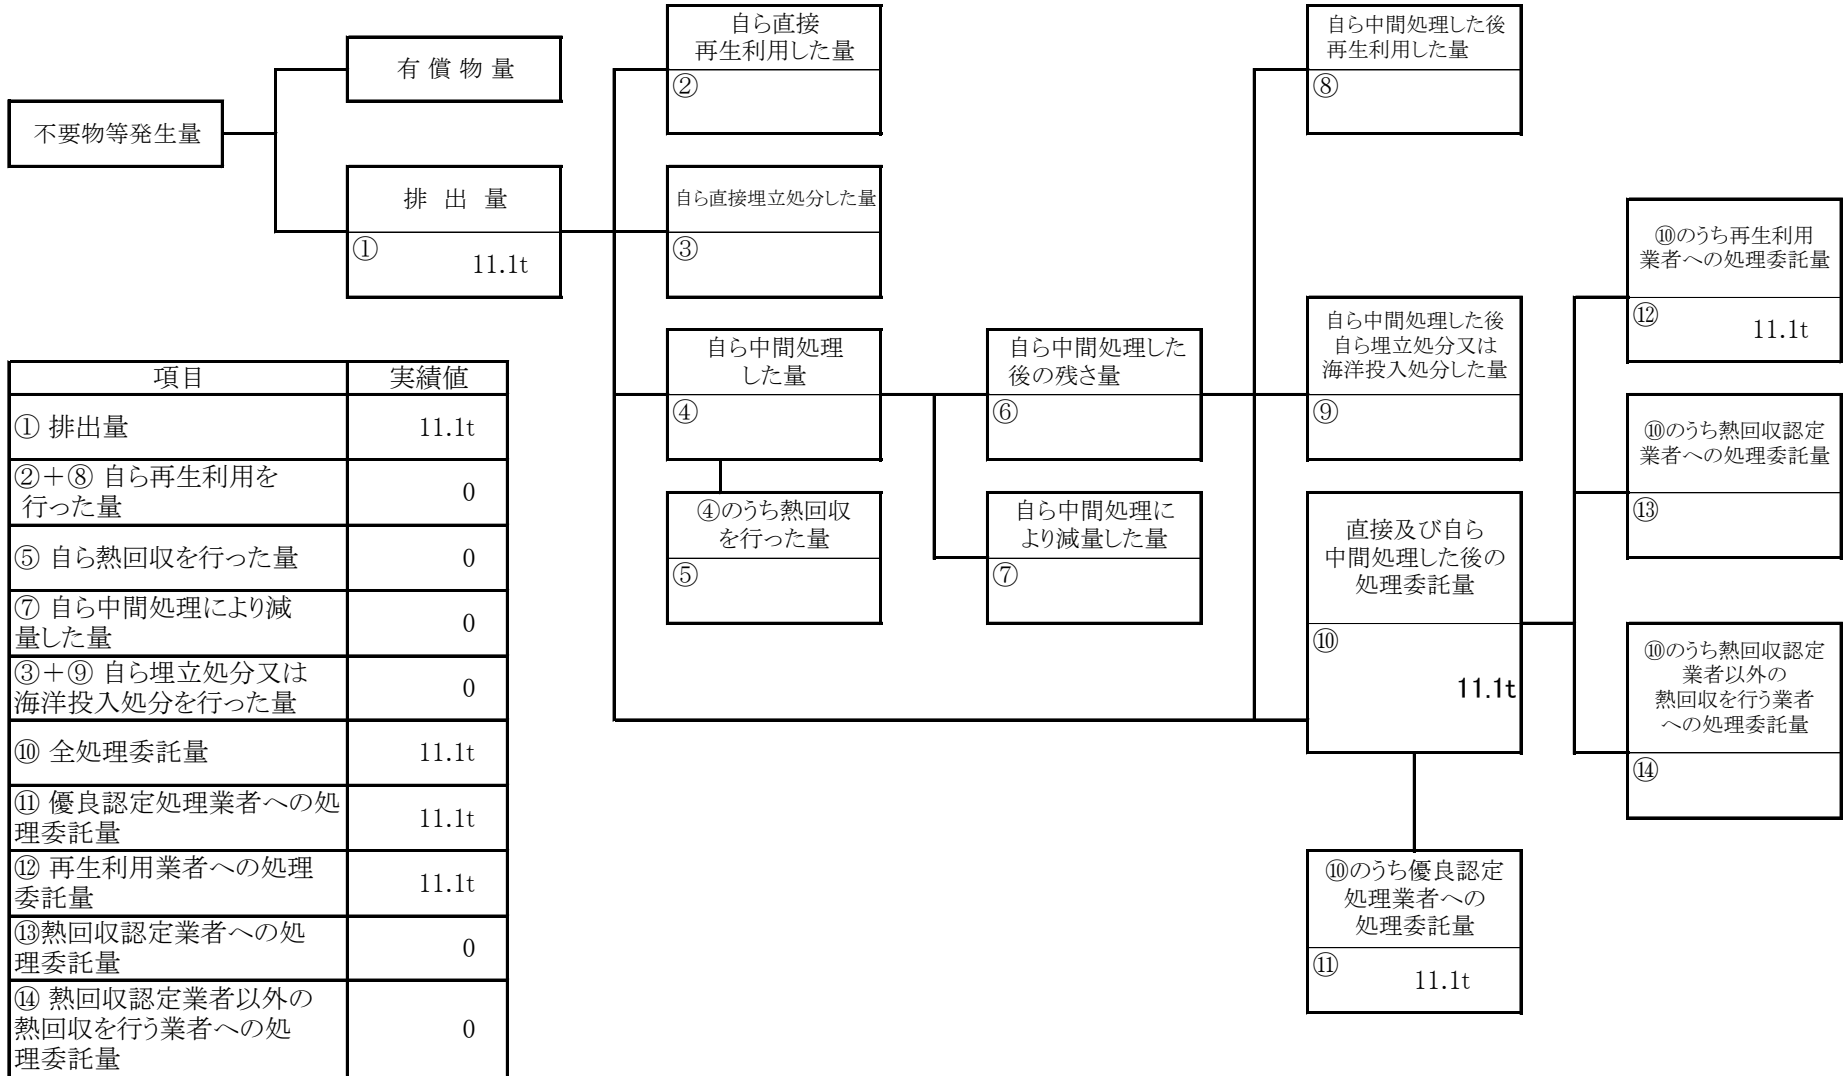 不要物等発生量
有 償 物 量
排 出 量
①
11.1t
自ら直接
再生利用した量
②
自ら直接埋立処分した量
③
自ら中間処理
した量
④
④のうち熱回収
を行った量
⑤
自ら中間処理した
後の残さ量
⑥
自ら中間処理に
より減量した量
⑦
自ら中間処理した後
再生利用した量
⑧
自ら中間処理した後
自ら埋立処分又は
海洋投入処分した量
⑨
直接及び自ら
中間処理した後の
処理委託量
⑩
11.1t
⑩のうち優良認定
処理業者への
処理委託量
⑪
11.1t
⑩のうち再生利用
業者への処理委託量
⑫
11.1t
⑩のうち熱回収認定
業者への処理委託量
⑬
⑩のうち熱回収認定
業者以外の
熱回収を行う業者
への処理委託量
⑭
項目 実績値
① 排出量 11.1t
②＋⑧ 自ら再生利用を
行った量 0
⑤ 自ら熱回収を行った量 0
⑦ 自ら中間処理により減
量した量 0
③＋⑨ 自ら埋立処分又は
海洋投入処分を行った量 0
⑩ 全処理委託量 11.1t
⑪ 優良認定処理業者への処
理委託量 11.1t
⑫ 再生利用業者への処理
委託量 11.1t
⑬熱回収認定業者への処
理委託量 0
⑭ 熱回収認定業者以外の
熱回収を行う業者への処
理委託量 0